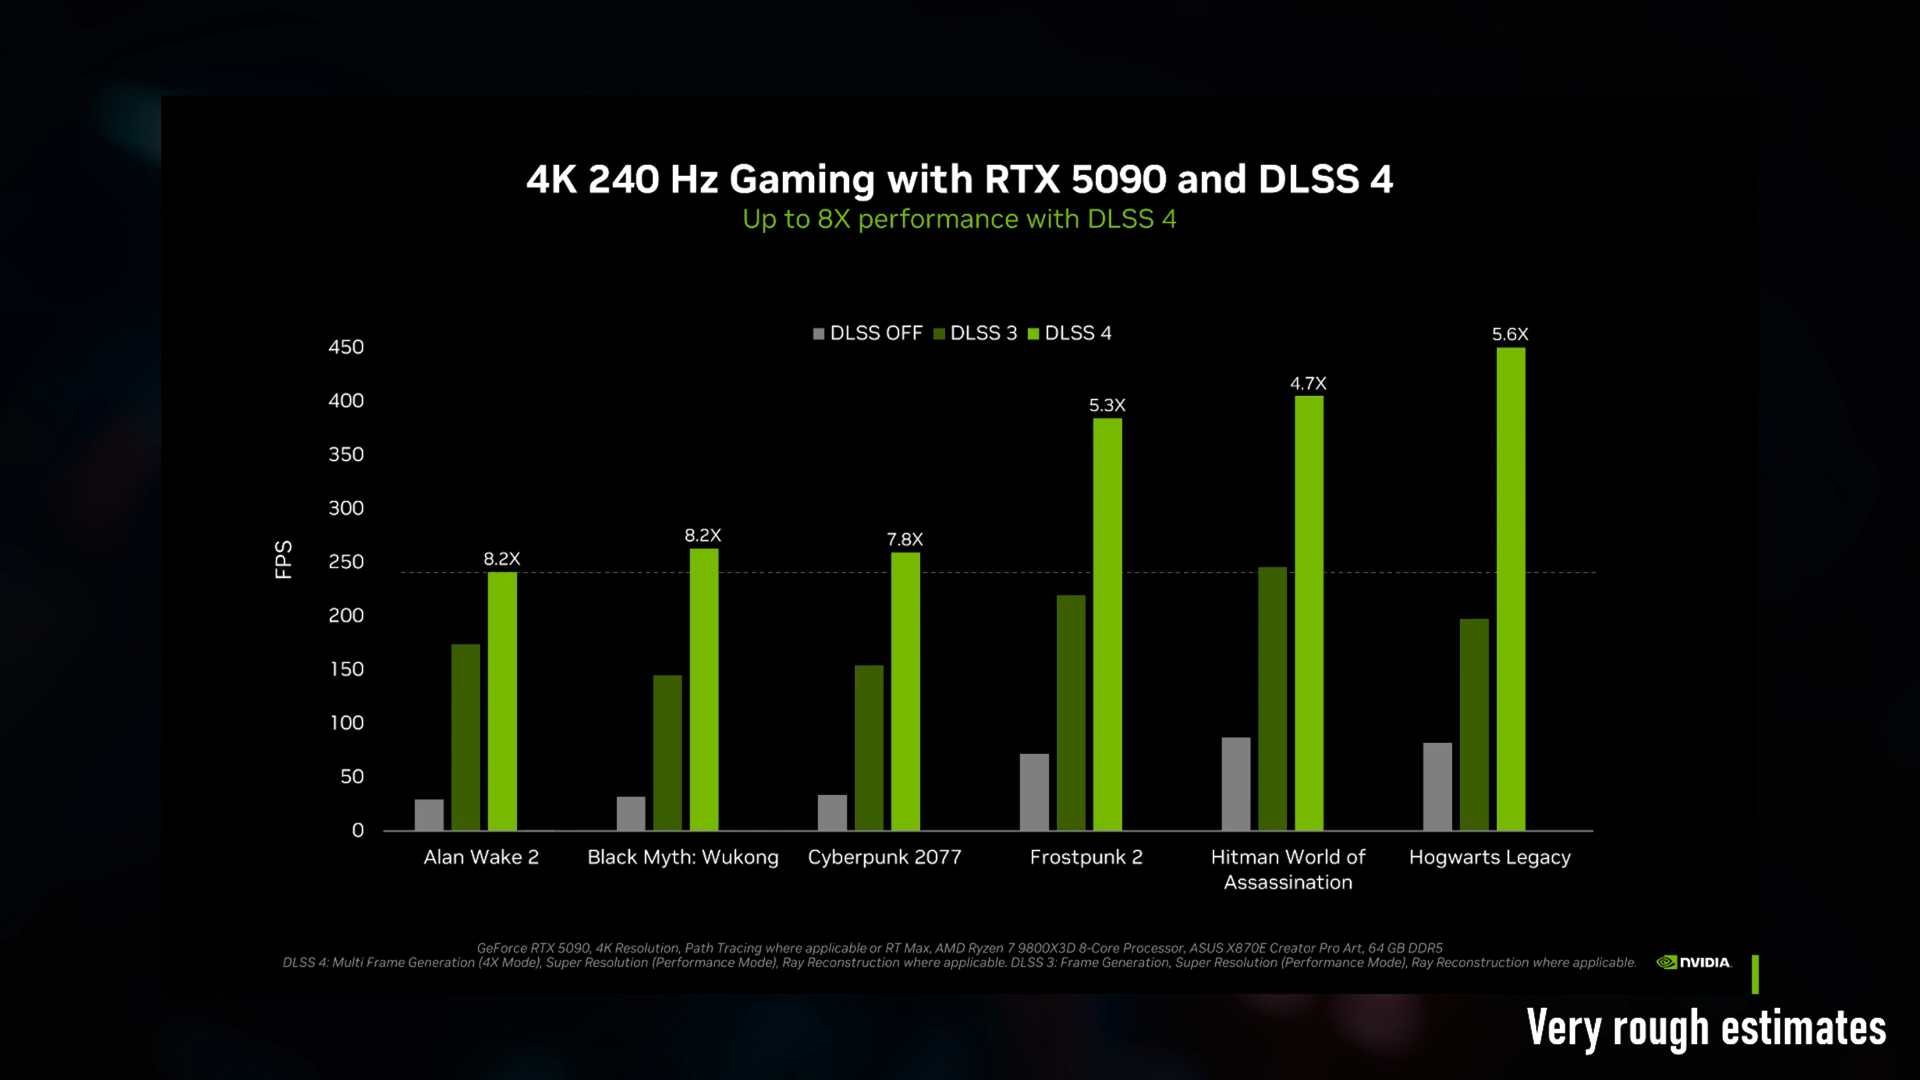 4K 240 Hz Gaming with RTX 5090 and DLSS 4
Up to 8X performance with DLSS 4
DLSS OFF DLSS 3 DLSS 4
FPS
450
400
350
300
250
200
150
100
50
0
8.2X
8.2X
7.8X
5.3X
4.7X
5.6X
Alan Wake 2
Black Myth: Wukong
Cyberpunk 2077
Frostpunk 2
Hitman World of
Assassination
Hogwarts Legacy
GeForce RTX 5090, 4K Resolution, Path Tracing where applicable or RT Max, AMD Ryzen 7 9800X3D 8-Core Processor, ASUS X870E Creator Pro Art, 64 GB DDR5
DLSS 4: Multi Frame Generation (4X Mode), Super Resolution (Performance Mode), Ray Reconstruction where applicable. DLSS 3: Frame Generation, Super Resolution (Performance Mode), Ray Reconstruction where applicable.
NVIDIA.
Very rough estimates